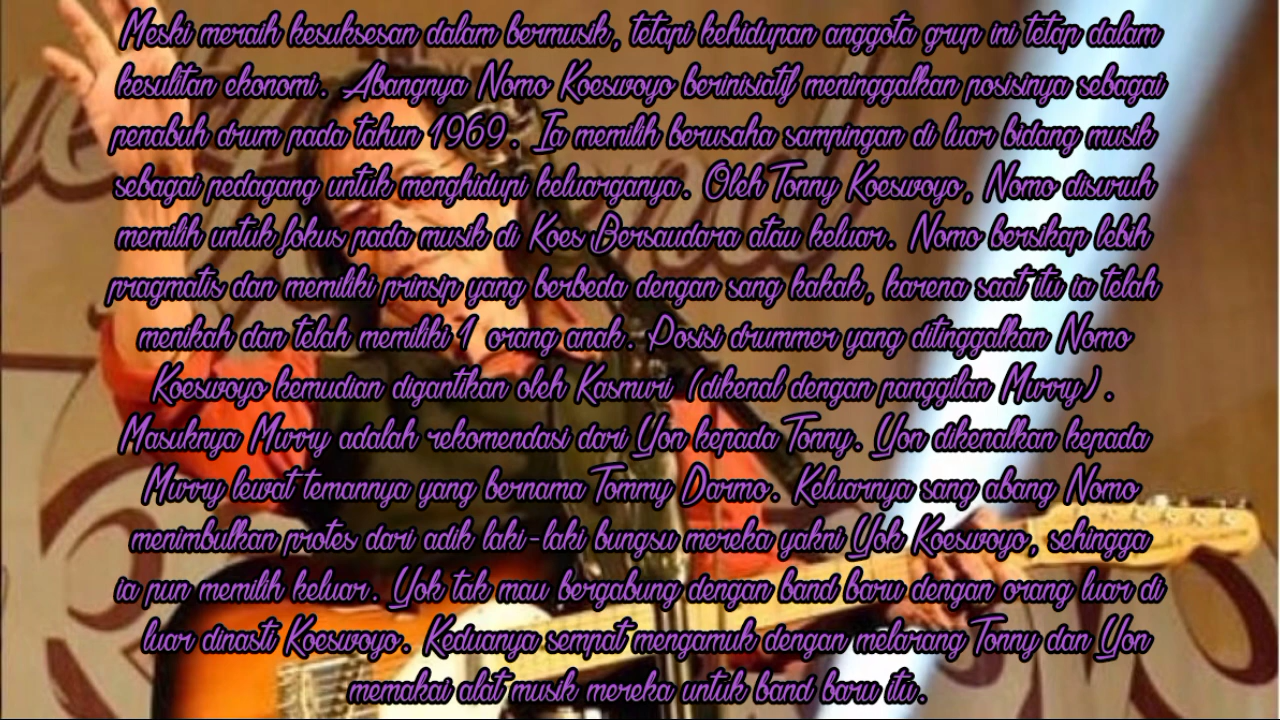 Meski meraih kesuksesan dalam bermusik, tetapi kehidupan anggota grup ini tetap dalam
kesulitan ekonomi. Abangnya Nomo Koeswoyo berinisiatif meninggalkan posisinya sebagai
penabuh drum pada tahun 1969. Ia memilih berusaha sampingan di luar bidang musik
sebagai pedagang untuk menghidupi keluarganya. Oleh Tonny Koeswoyo, Nomo disuruh
memilih untuk fokus pada musik di Koes Bersaudara atau keluar. Nomo bersikap lebih
pragmatis dan memiliki prinsip yang berbeda dengan sang kakak, karena saat itu ia telah
menikah dan telah memiliki 1 orang anak. Posisi drummer yang ditinggalkan Nomo
Koeswoyo kemudian digantikan oleh Kasmuri (dikenal dengan panggilan Murry).
Masuknya Murry adalah rekomendasi dari Yon kepada Tonny. Yon dikenalkan kepada
Murry lewat temannya yang bernama Tommy Darmo. Keluarnya sang abang Nomo
menimbulkan protes dari adik laki-laki bungsu mereka yakni Yok Koeswoyo, sehingga
ia pun memilih keluar. Yok tak mau bergabung dengan band baru dengan orang luar di
luar dinasti Koeswoyo. Keduanya sempat mengamuk dengan melarang Tonny dan Yon
memakai alat musik mereka untuk band baru itu.